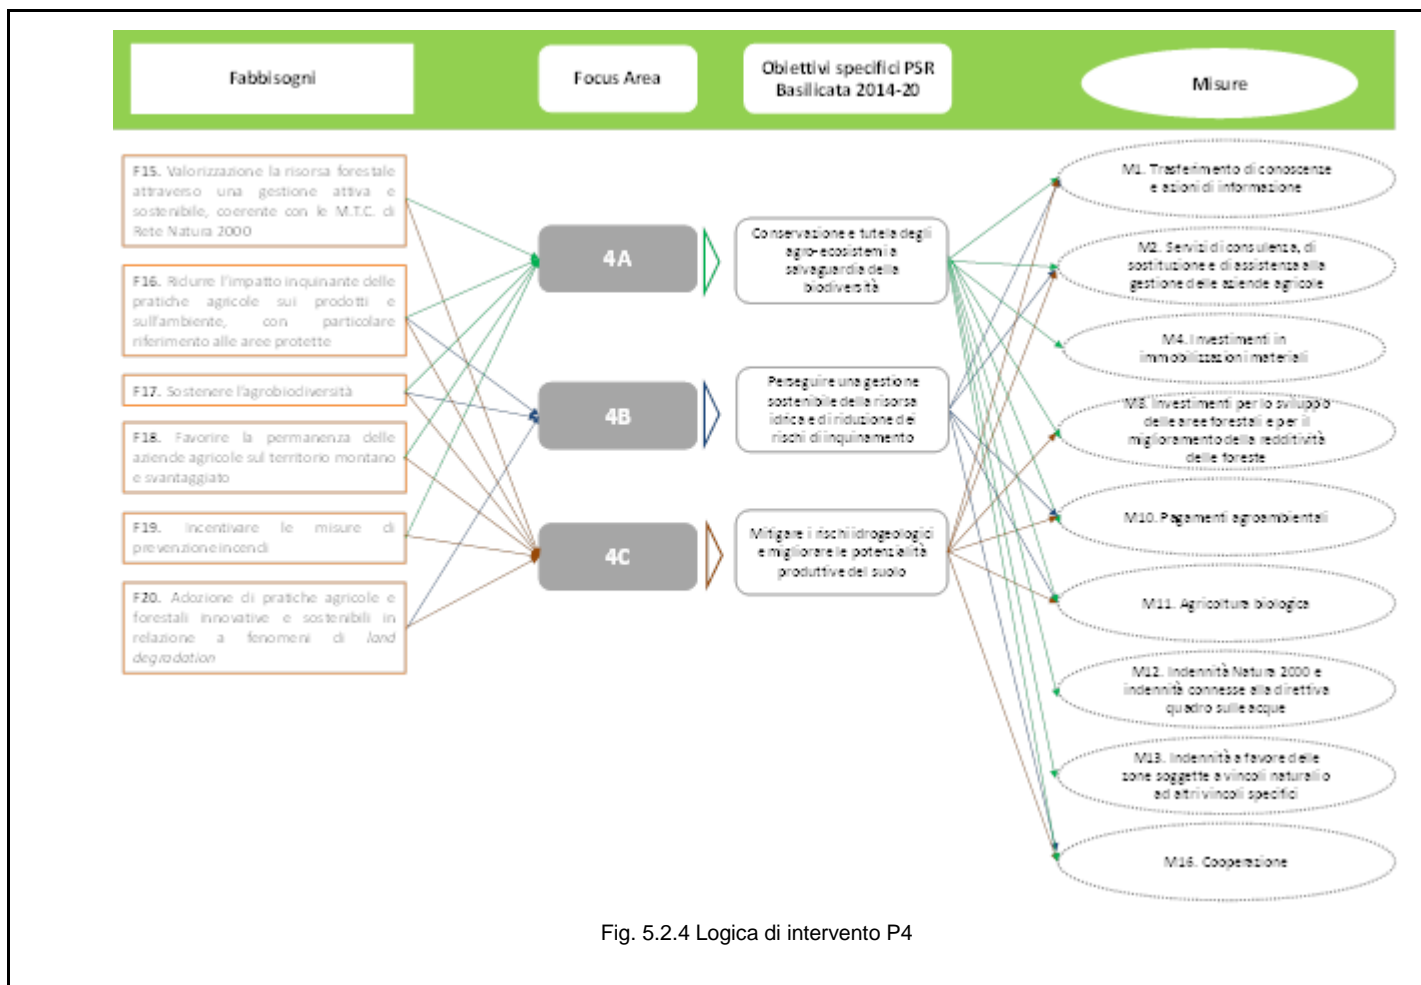 Fabbisogni
Focus Area
Obiettivi specifici PSR
Basilicata 2014-20
Misure
F15. Valorizzazione la risorsa forestale
attraverso una gestione attiva e
sostenibile, coerente con le M.T.C. di
Rete Natura 2000
F16. Ridurre l'impatto inquinante delle
pratiche agricole sui prodotti e
sull'ambiente, con particolare
riferimento alle aree protette
F17. Sostenere l'agrobiodiversità
F18. Favorire la permanenza delle
aziende agricole sul territorio montano
e svantaggiato
F19. Incentivare le misure di
prevenzione incendi
F20. Adozione di pratiche agricole e
forestali innovative e sostenibili in
relazione a fenomeni di land
degradation
4A
4B
4C
Conservazione e tutela degli
agro-ecosistemi a
salvaguardia della
biodiversità
Perseguire una gestione
sostenibile della risorsa
idrica e di riduzione dei
rischi di inquinamento
Mitigare i rischi idrogeologici
e migliorare le potenzialità
produttive del suolo
M1. Trasferimento di conoscenze
e azioni di informazione
M2. Servizi di consulenza, di
sostituzione e di assistenza alla
gestione delle aziende agricole
M4. Investimenti in
immobilizzazioni materiali
M8. Investimenti per lo sviluppo
delle aree forestali e per il
miglioramento della redditività
delle foreste
M10. Pagamenti agroambientali
M11. Agricoltura biologica
M12. Indennità Natura 2000 e
indennità connesse alla direttiva
quadro sulle acque
M13. Indennità a favore delle
zone soggette a vincoli naturali o
ad altri vincoli specifici
M16. Cooperazione
Fig. 5.2.4 Logica di intervento P4